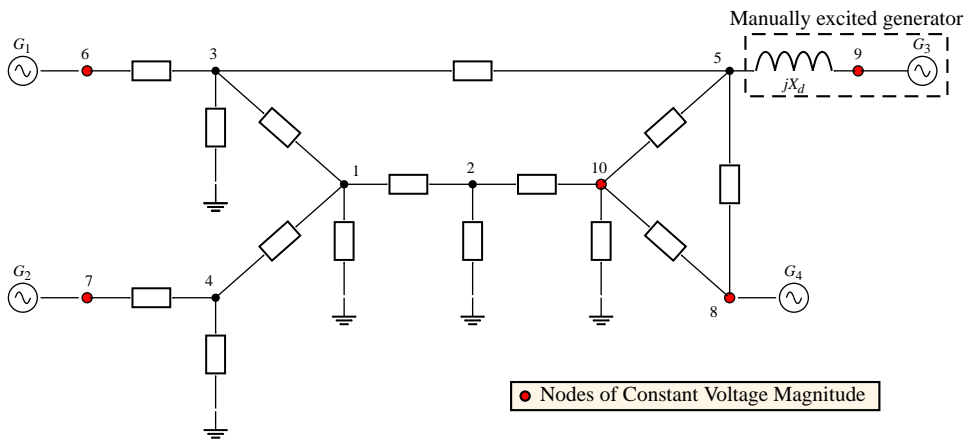 Manually excited generator
G1
6
3
5
9
G3
jXd
1
2
10
G2
7
4
G4
8
Nodes of Constant Voltage Magnitude